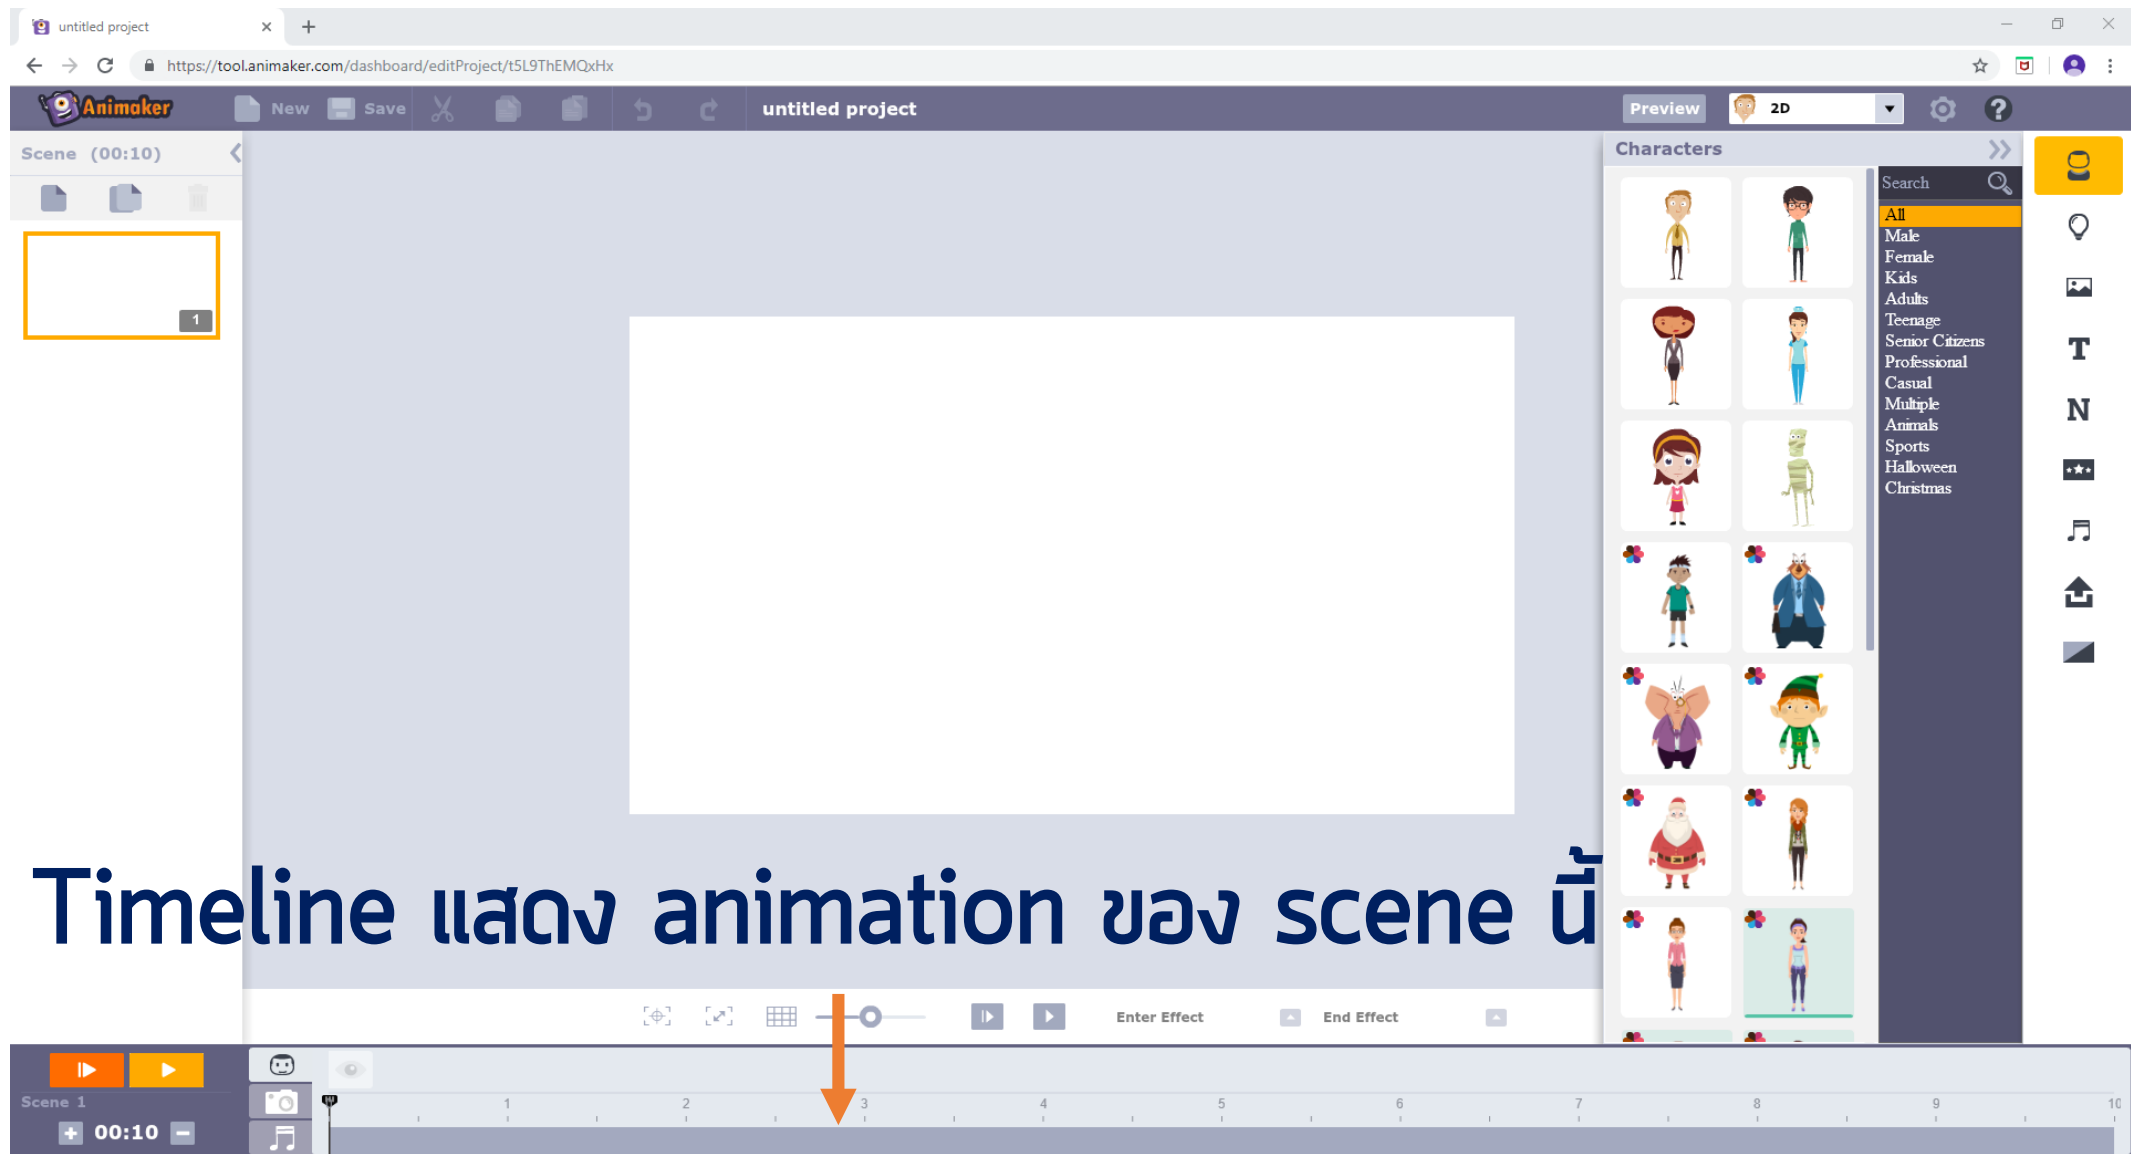 untitled project
https://tool.animaker.com/dashboard/editProject/t5L9ThEMQxHx
Animaker New Save untitled project Preview 2D
Scene (00:10)
1
Characters
Search
All
Male
Female
Kids
Adults
Teenage
Senior Citizens
Professional
Casual
Multiple
Animals
Sports
Halloween
Christmas
T
N
Timeline แสดง animation ของ scene นี้
Enter Effect End Effect
Scene 1
00:10
1 2 3 4 5 6 7 8 9 10